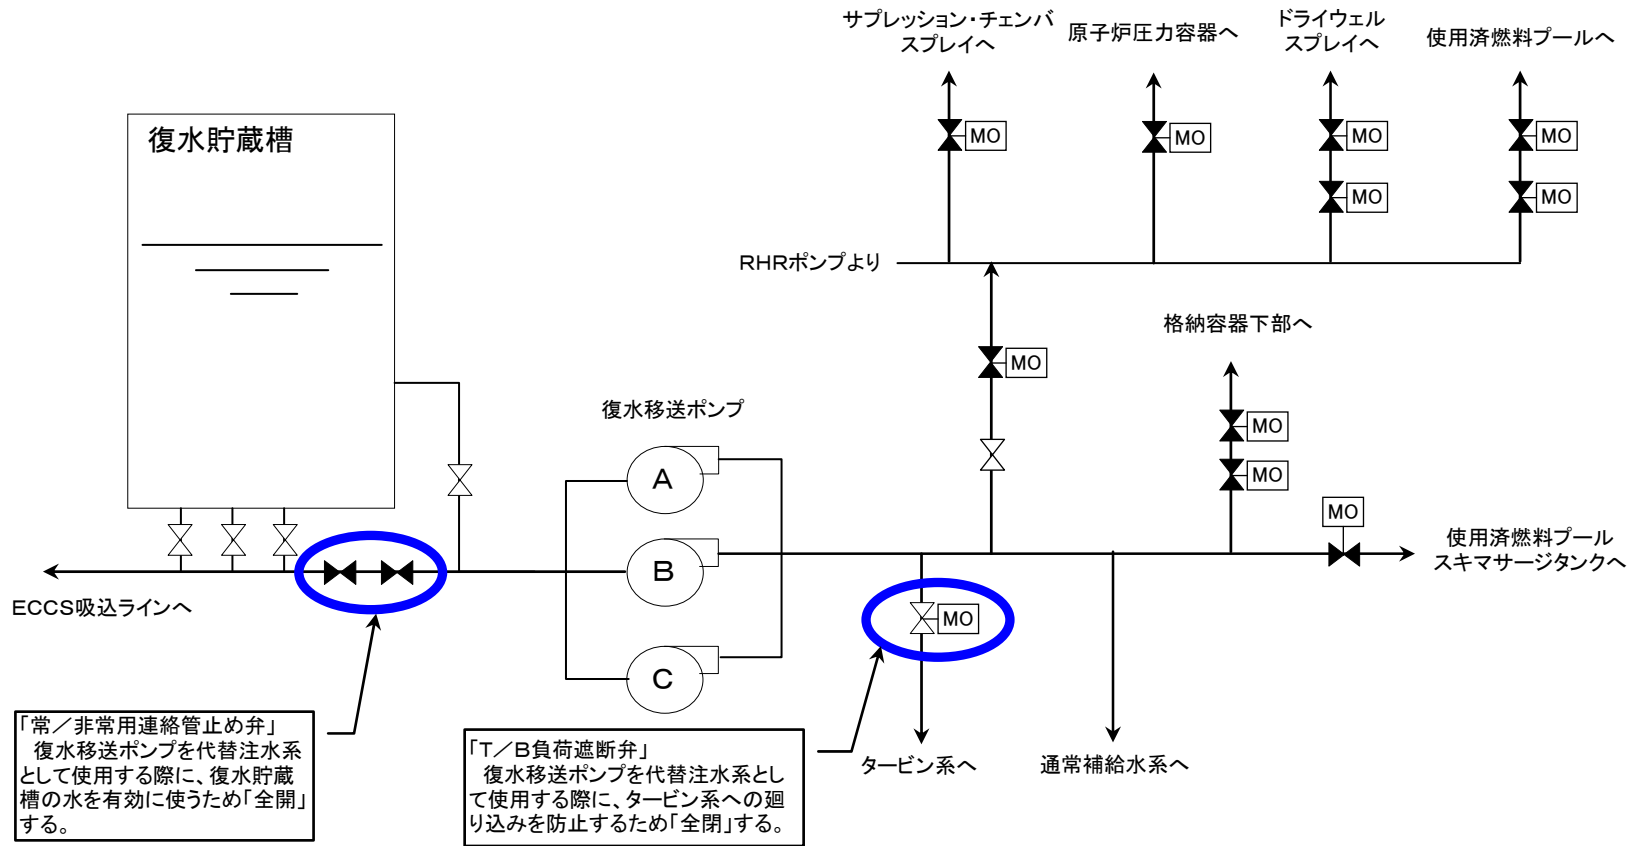 サプレッション・チェンバ
スプレイへ
原子炉圧力容器へ
ドライウェル
スプレイへ
使用済燃料プールへ
復水貯蔵槽
MO
MO
MO
MO
MO
MO
RHRポンプより
格納容器下部へ
MO
復水移送ポンプ
MO
A
MO
MO
使用済燃料プール
スキマサージタンクへ
B
ECCS吸込ラインへ
MO
C
「常／非常用連絡管止め弁」
復水移送ポンプを代替注水系
として使用する際に、復水貯蔵
槽の水を有効に使うため「全開」
する。
「T／B負荷遮断弁」
復水移送ポンプを代替注水系とし
て使用する際に、タービン系への廻
り込みを防止するため「全閉」する。
タービン系へ
通常補給水系へ